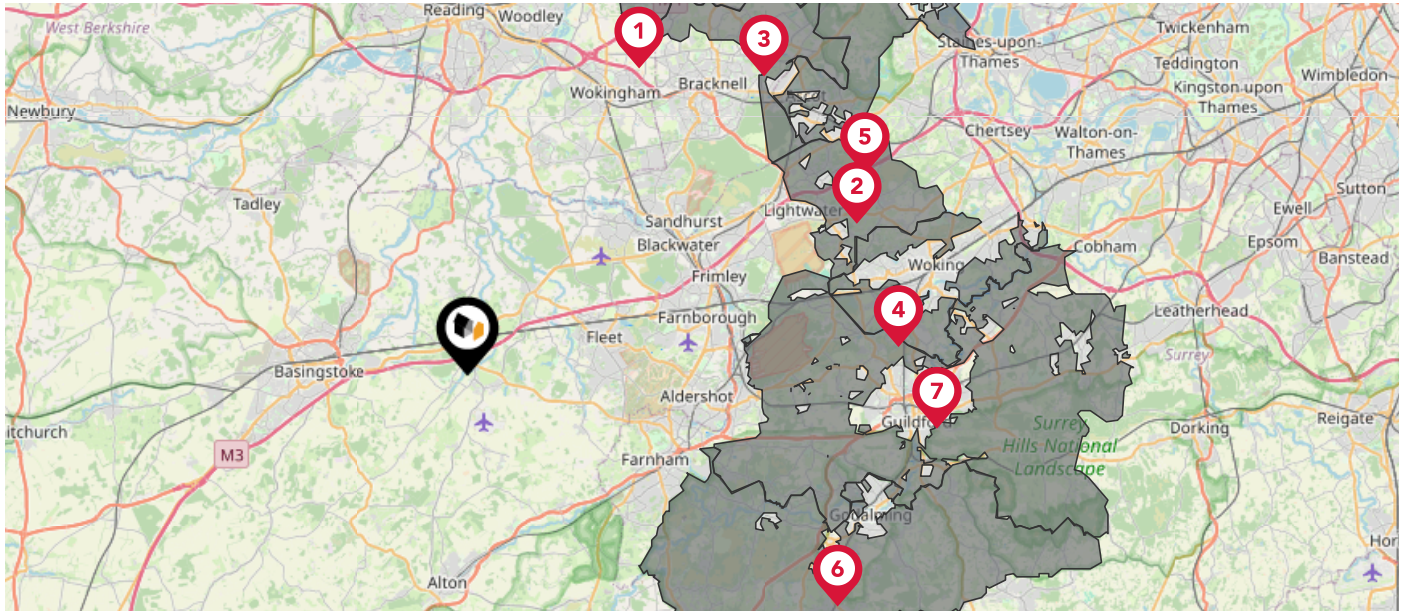 Reading
Woodley
West Berkshire
1
3
Twickenham
Staines-upon-
Thames
Teddington
Wimbledon
Bracknell
Wokingham
Kingston upon
Thames
Newbury
5
Chertsey
Walton-on-
Thames
2
Sutton
Tadley
Lightwater
Ewell
Sandhurst
Blackwater
Cobham
Epsom
Banstead
Woking
Frimley
4
Leatherhead
Farnborough
Fleet
Surrey
Basingstoke
7
Aldershot
Guildford
Reigate
itchurch
Surrey
Hills National
Landscape
Dorking
M3
Farnham
Godalming
Hor
6
Alton